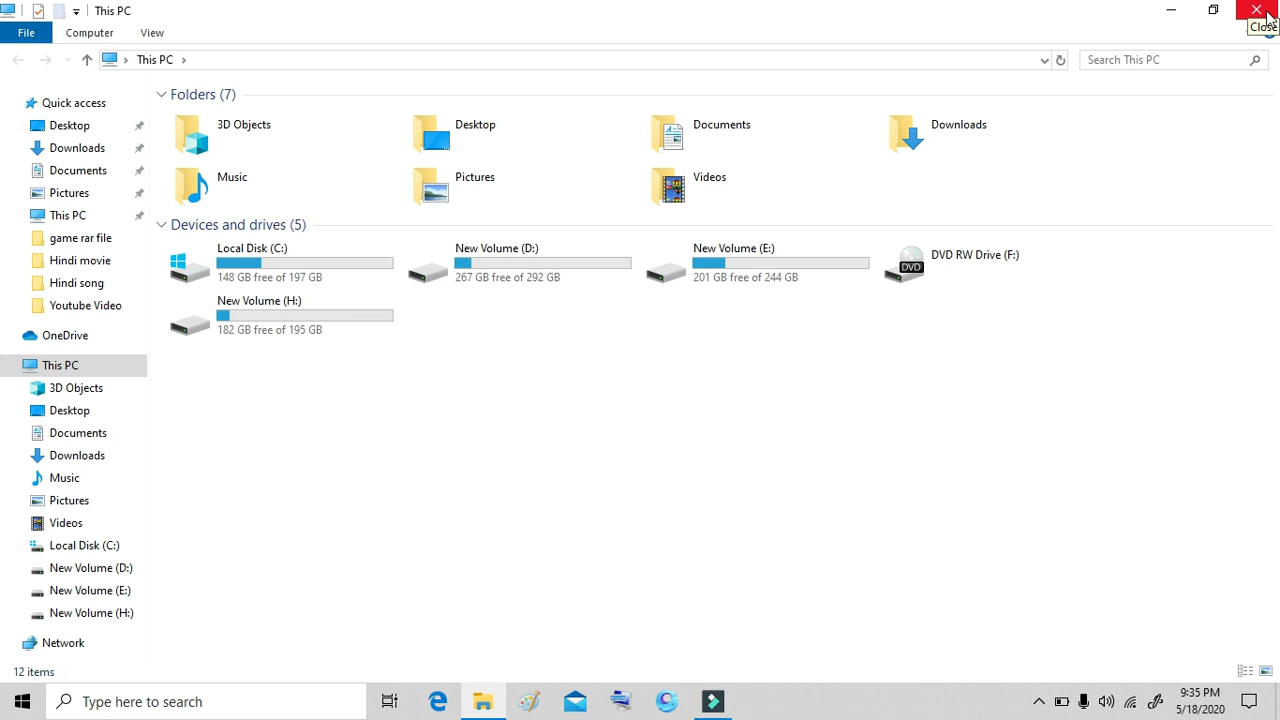 This PC
Close
File
Computer
View
This PC
Search This PC
Quick access
Desktop
Downloads
Documents
Pictures
This PC
game rar file
Hindi movie
Hindi song
Youtube Video
OneDrive
This PC
3D Objects
Desktop
Documents
Downloads
Music
Pictures
Videos
Local Disk (C:)
New Volume (D:)
New Volume (E:)
New Volume (H:)
Network
Folders (7)
3D Objects
Desktop
Documents
Downloads
Music
Pictures
Videos
Devices and drives (5)
Local Disk (C:)
148 GB free of 197 GB
New Volume (D:)
267 GB free of 292 GB
New Volume (E:)
201 GB free of 244 GB
DVD RW Drive (F:)
DVD
New Volume (H:)
182 GB free of 195 GB
12 items
Type here to search
9:35 PM
5/18/2020